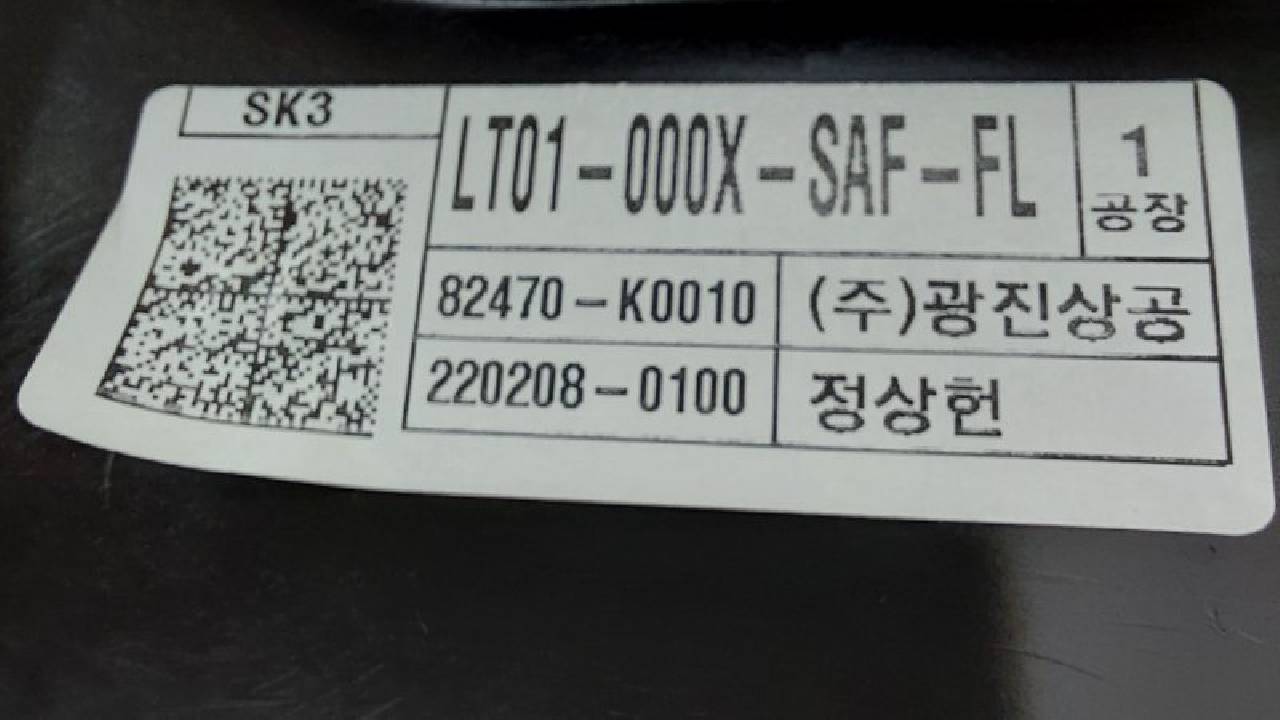 SK3
LT01-000X-SAF-FL
1
공장
82470-K0010
(주)광진상공
220208-0100
정상헌